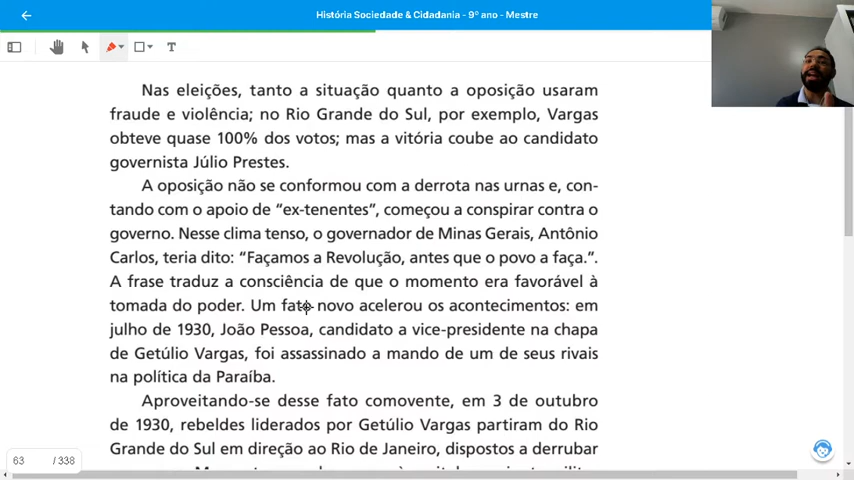 História Sociedade & Cidadania - 9º ano - Mestre
T
Nas eleições, tanto a situação quanto a oposição usaram
fraude e violência; no Rio Grande do Sul, por exemplo, Vargas
obteve quase 100% dos votos; mas a vitória coube ao candidato
governista Júlio Prestes.
A oposição não se conformou com a derrota nas urnas e, con-
tando com o apoio de “ex-tenentes”, começou a conspirar contra o
governo. Nesse clima tenso, o governador de Minas Gerais, Antônio
Carlos, teria dito: “Façamos a Revolução, antes que o povo a faça.”.
A frase traduz a consciência de que o momento era favorável à
tomada do poder. Um fato novo acelerou os acontecimentos: em
julho de 1930, João Pessoa, candidato a vice-presidente na chapa
de Getúlio Vargas, foi assassinado a mando de um de seus rivais
na política da Paraíba.
Aproveitando-se desse fato comovente, em 3 de outubro
de 1930, rebeldes liderados por Getúlio Vargas partiram do Rio
Grande do Sul em direção ao Rio de Janeiro, dispostos a derrubar
63 / 338